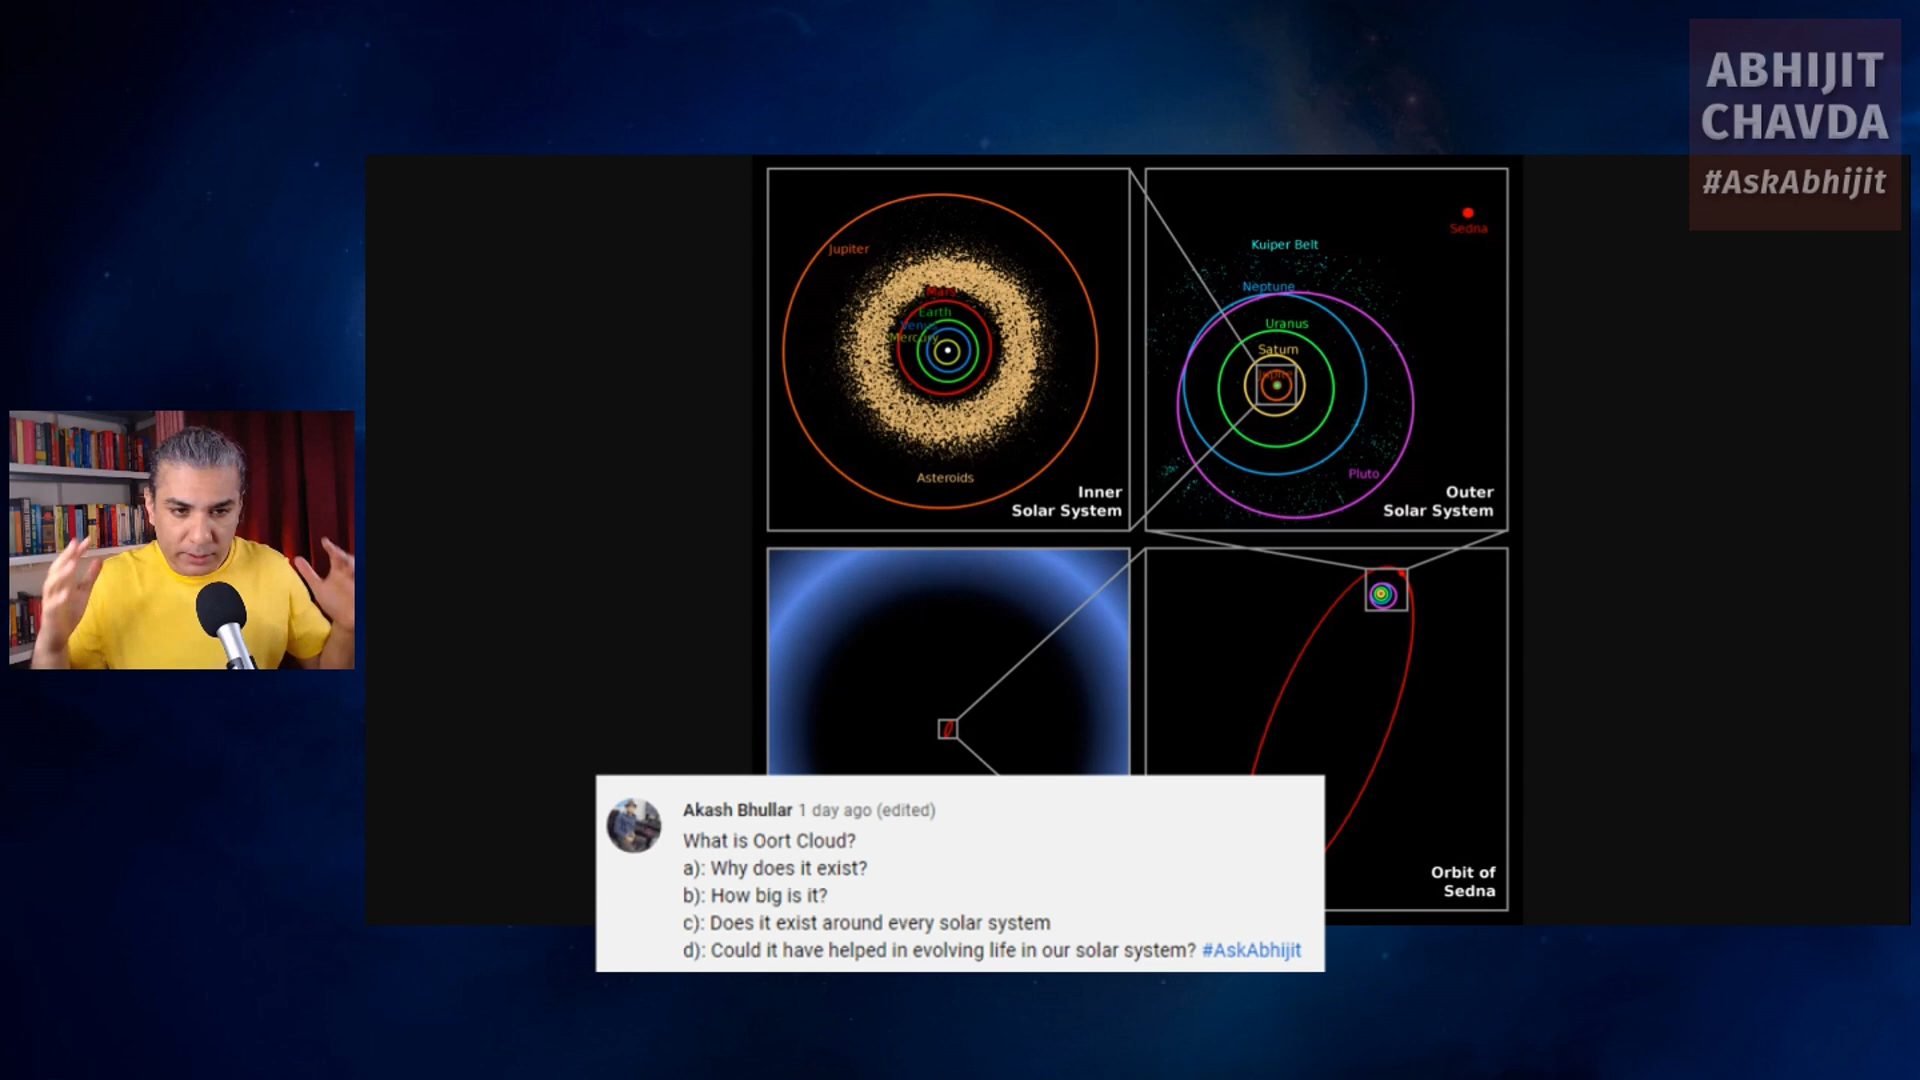 ABHIJIT
CHAVDA
#AskAbhijit
Jupiter
Mars
Earth
Venus
Mercury
Asteroids
Inner
Solar System
Sedna
Kuiper Belt
Neptune
Uranus
Saturn
Jupiter
Pluto
Outer
Solar System
Orbit of
Sedna
Akash Bhullar 1 day ago (edited)
What is Oort Cloud?
a): Why does it exist?
b): How big is it?
c): Does it exist around every solar system
d): Could it have helped in evolving life in our solar system? #AskAbhijit